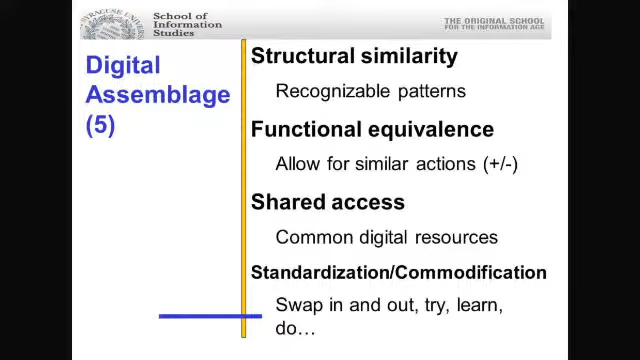 SYRACUSE UNIVERSITY
School of
Information
Studies
THE ORIGINAL SCHOOL
FOR THE INFORMATION AGE
Digital
Assemblage
(5)
Structural similarity
Recognizable patterns
Functional equivalence
Allow for similar actions (+/-)
Shared access
Common digital resources
Standardization/Commodification
Swap in and out, try, learn,
do…